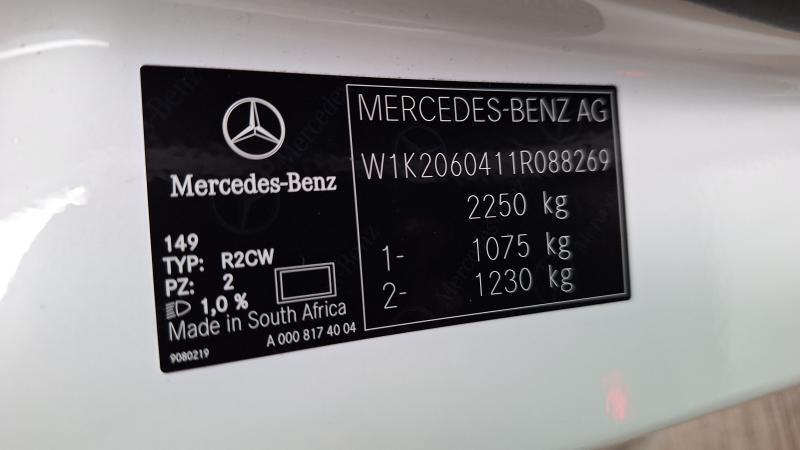 Mercedes-Benz
149
TYP: R2CW
PZ: 2
1,0 %
Made in South Africa
9080219
A 000 817 40 04
MERCEDES-BENZ AG
W1K2060411R088269
2250 kg
1- 1075 kg
2- 1230 kg